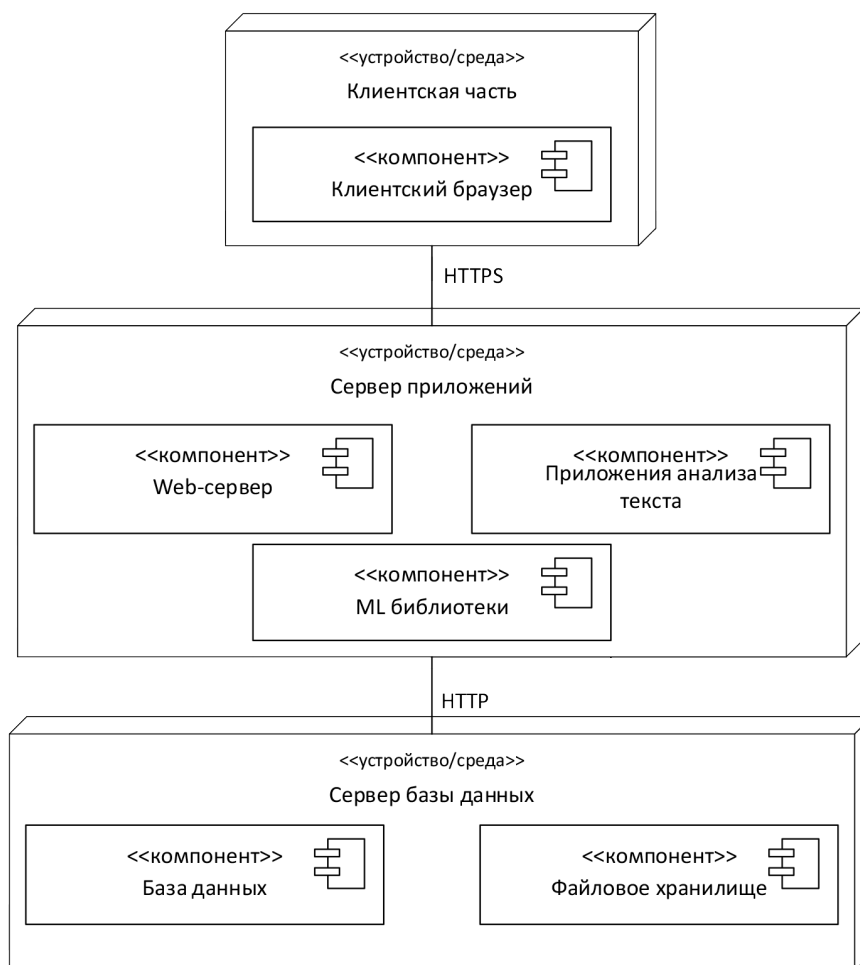 <<устройство/среда>>
Клиентская часть
<<компонент>>
Клиентский браузер
HTTPS
<<устройство/среда>>
Сервер приложений
<<компонент>>
Web-сервер
<<компонент>>
Приложения анализа
текста
<<компонент>>
ML библиотеки
HTTP
<<устройство/среда>>
Сервер базы данных
<<компонент>>
База данных
<<компонент>>
Файловое хранилище